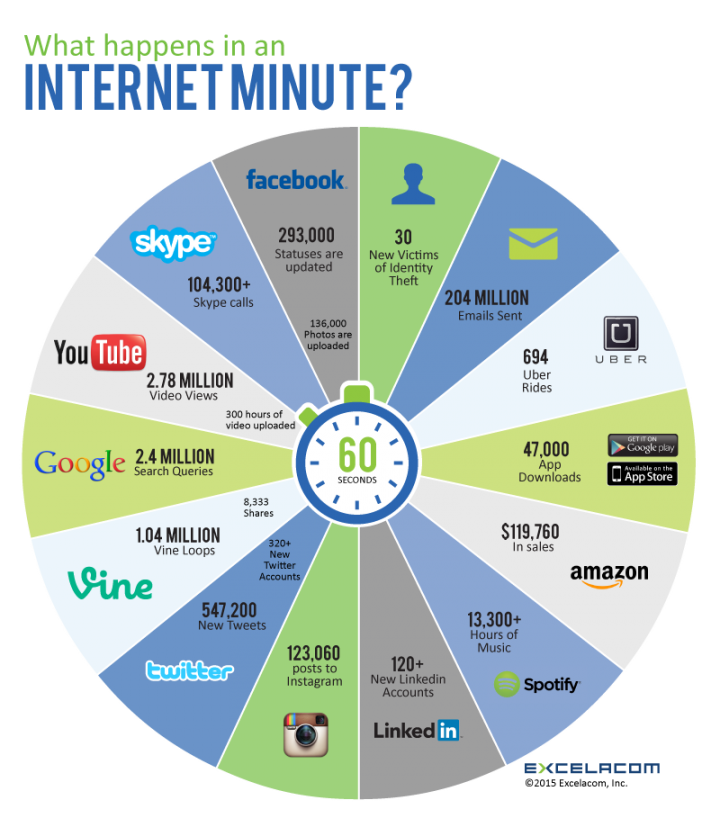 What happens in an
INTERNET MINUTE?
facebook
293,000
Statuses are
updated
136,000
Photos are
uploaded
30
New Victims
of Identity
Theft
204 MILLION
Emails Sent
UBER
694
Uber
Rides
47,000
App
Downloads
GET IT ON
Google play
Available on the
App Store
$119,760
In sales
amazon
13,300+
Hours of
Music
Spotify
120+
New Linkedin
Accounts
Linked in
123,060
posts to
Instagram
320+
New
Twitter
Accounts
547,200
New Tweets
twitter
8,333
Shares
1.04 MILLION
Vine Loops
Vine
Google
2.4 MILLION
Search Queries
You Tube
2.78 MILLION
Video Views
300 hours of
video uploaded
skype
104,300+
Skype calls
60
SECONDS
EXCELACOM
©2015 Excelacom, Inc.